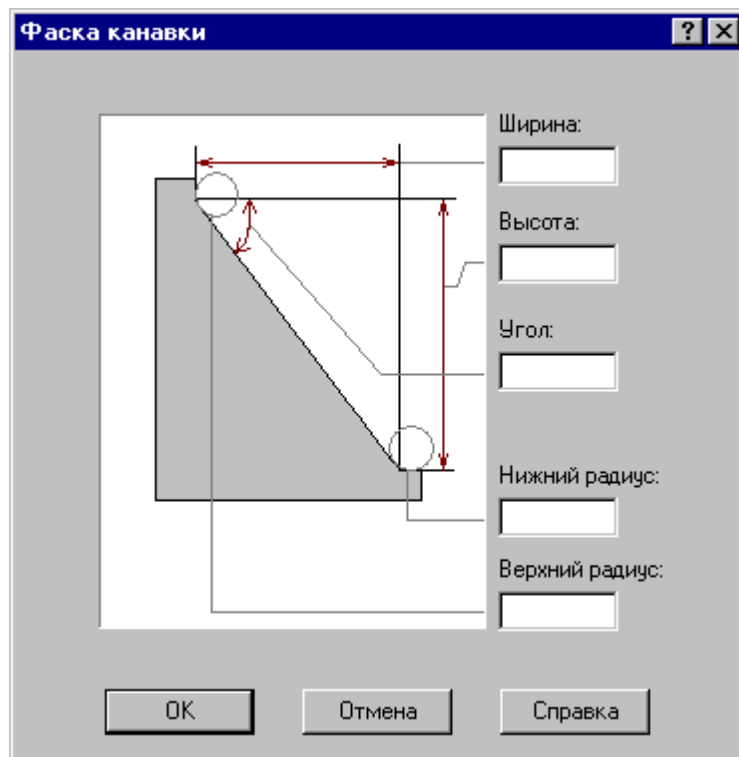 Фаска канавки
Ширина:
Высота:
Угол:
Нижний радиус:
Верхний радиус:
OK
Отмена
Справка